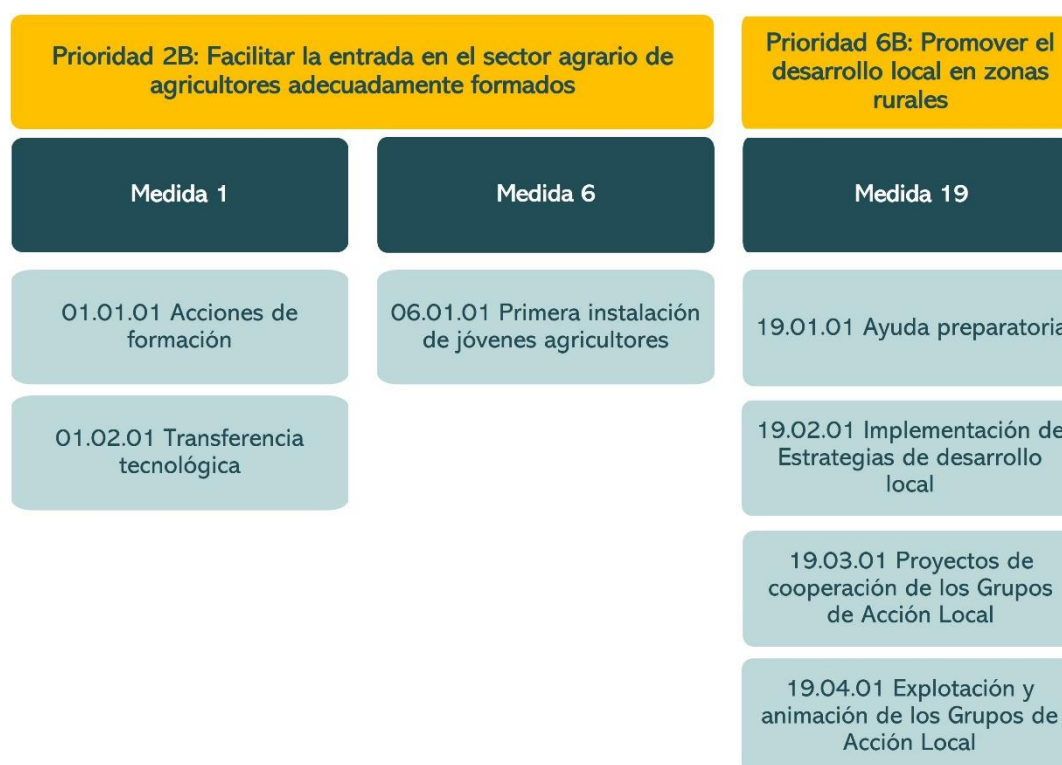 Prioridad 2B: Facilitar la entrada en el sector agrario de
agricultores adecuadamente formados
Prioridad 6B: Promover el
desarrollo local en zonas
rurales
Medida 1
Medida 6
Medida 19
01.01.01 Acciones de
formación
06.01.01 Primera instalación
de jóvenes agricultores
19.01.01 Ayuda preparatoria
01.02.01 Transferencia
tecnológica
19.02.01 Implementación de
Estrategias de desarrollo
local
19.03.01 Proyectos de
cooperación de los Grupos
de Acción Local
19.04.01 Explotación y
animación de los Grupos de
Acción Local